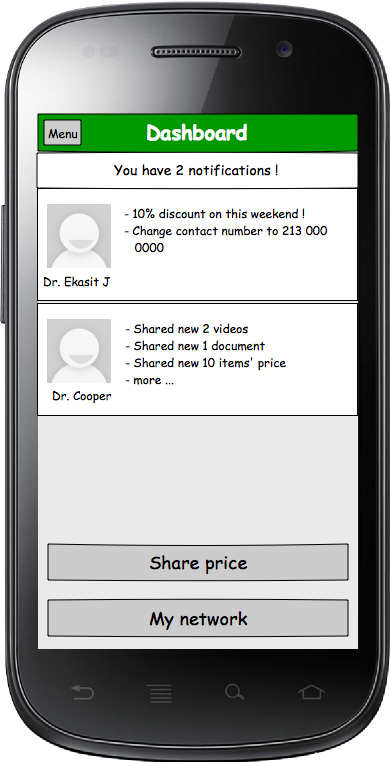 Menu
Dashboard
You have 2 notifications !
- 10% discount on this weekend !
- Change contact number to 213 000
0000
Dr. Ekasit J
- Shared new 2 videos
- Shared new 1 document
- Shared new 10 items' price
- more ...
Dr. Cooper
Share price
My network